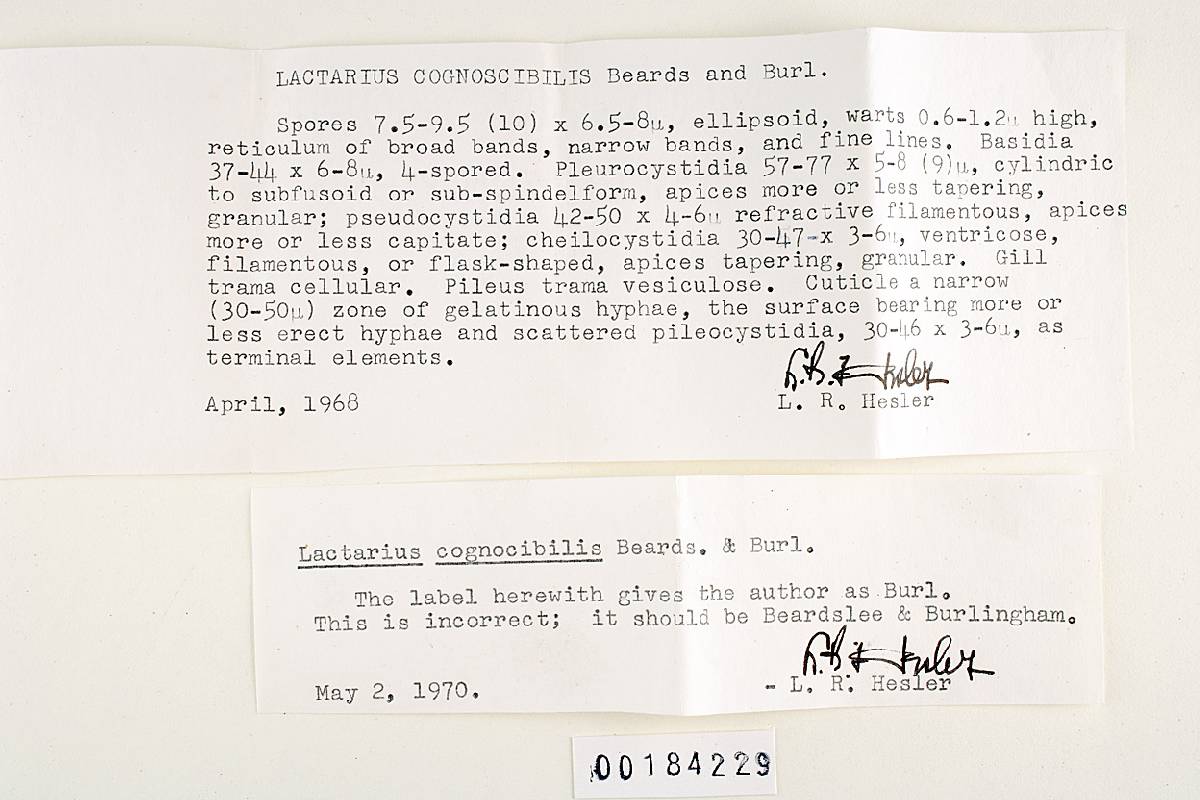 LACTARIUS COGNOSCIBILIS Beards and Burl.
Spores 7.5-9.5 (10) x 6.5-8µ, ellipsoid, warts 0.6-1.2µ high,
reticulum of broad bands, narrow bands, and fine lines. Basidia
37-44 x 6-8µ, 4-spored. Pleurocystidia 57-77 x 5-8 (9)µ, cylindric
to subfusoid or sub-spindelform, apices more or less tapering,
granular; pseudocystidia 42-50 x 4-6µ refractive filamentous, apices
more or less capitate; cheilocystidia 30-47-x 3-6µ, ventricose,
filamentous, or flask-shaped, apices tapering, granular. Gill
trama cellular. Pileus trama vesiculose. Cuticle a narrow
(30-50µ) zone of gelatinous hyphae, the surface bearing more or
less erect hyphae and scattered pileocystidia, 30-46 x 3-6µ, as
terminal elements.
L. R. Hesler
April, 1968
L. R. Hesler
Lactarius cognocibilis Beards. & Burl.
The label herewith gives the author as Burl.
This is incorrect; it should be Beardslee & Burlingham.
L. R. Hesler
May 2, 1970.
- L. R. Hesler
00184229